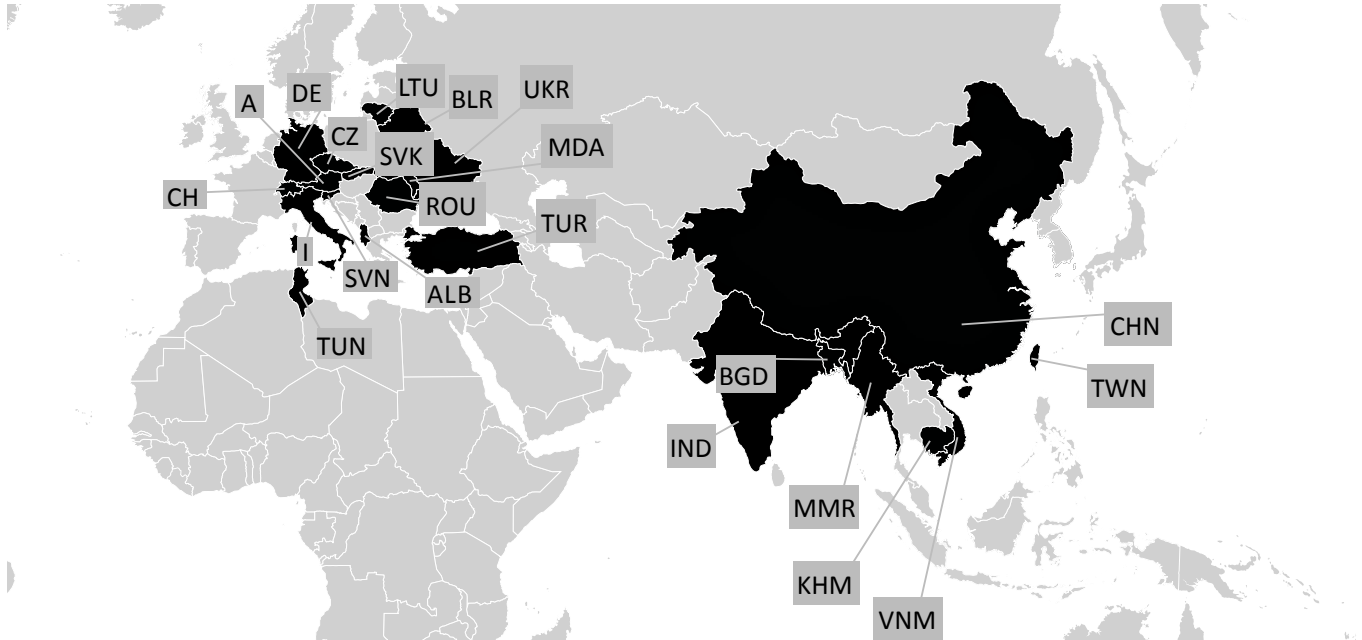 LTU
UKR
DE
BLR
A
CZ
MDA
SVK
CH
ROU
TUR
I
SVN
ALB
CHN
TUN
BGD
TWN
IND
MMR
KHM
VNM